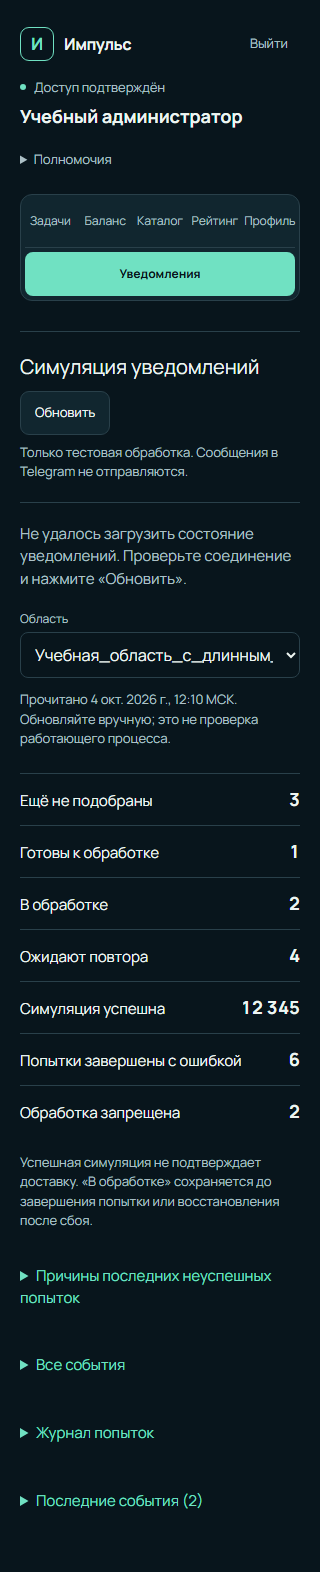 И Импульс Выйти
Доступ подтверждён
Учебный администратор
Полномочия
Задачи Баланс Каталог Рейтинг Профиль
Уведомления
Симуляция уведомлений
Обновить
Только тестовая обработка. Сообщения в
Telegram не отправляются.
Не удалось загрузить состояние
уведомлений. Проверьте соединение
и нажмите «Обновить».
Область
Учебная_область_с_длинным_
Прочитано 4 окт. 2026 г., 12:10 МСК.
Обновляйте вручную; это не проверка
работающего процесса.
Ещё не подобраны 3
Готовы к обработке 1
В обработке 2
Ожидают повтора 4
Симуляция успешна 12 345
Попытки завершены с ошибкой 6
Обработка запрещена 2
Успешная симуляция не подтверждает
доставку. «В обработке» сохраняется до
завершения попытки или восстановления
после сбоя.
Причины последних неуспешных
попыток
Все события
Журнал попыток
Последние события (2)